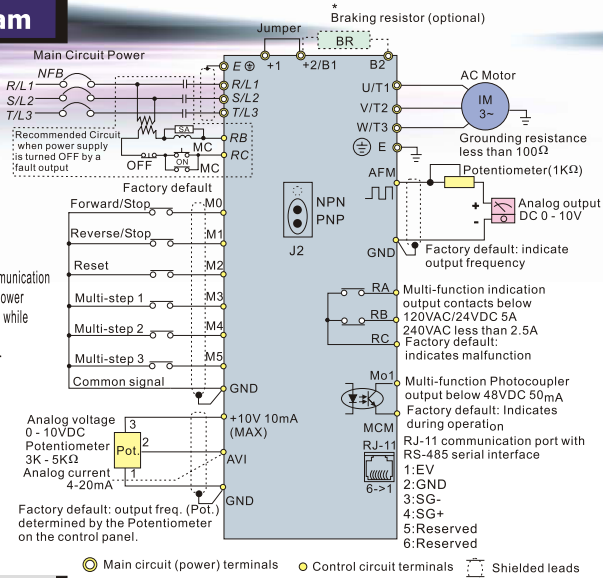 am
Jumper
*
Braking resistor (optional)
BR
Main Circuit Power
NFB
E
+1
+2/B1
B2
R/L1
S/L2
T/L3
R/L1
S/L2
T/L3
U/T1
V/T2
W/T3
E
AC Motor
IM
3~
Grounding resistance
less than 100Ω
Recommended Circuit
when power supply
is turned OFF by a
fault output
SA
MC
OFF
ON
MC
RB
RC
AFM
Potentiometer(1KΩ)
+
-
Analog output
DC 0 - 10V
GND
Factory default: indicate
output frequency
NPN
PNP
J2
Factory default
Forward/Stop
M0
Reverse/Stop
M1
Reset
M2
Multi-step 1
M3
Multi-step 2
M4
Multi-step 3
M5
Common signal
GND
munication
ower
while
RA
RB
RC
Multi-function indication
output contacts below
120VAC/24VDC 5A
240VAC less than 2.5A
Factory default:
indicates malfunction
Mo1
MCM
Multi-function Photocoupler
output below 48VDC 50mA
Factory default: Indicates
during operation
Analog voltage
0 - 10VDC
Potentiometer
3K - 5KΩ
Analog current
4-20mA
3
Pot.
2
1
+10V 10mA
(MAX)
AVI
GND
Factory default: output freq. (Pot.)
determined by the Potentiometer
on the control panel.
RJ-11
6->1
RJ-11 communication port with
RS-485 serial interface
1:EV
2:GND
3:SG-
4:SG+
5:Reserved
6:Reserved
Main circuit (power) terminals
Control circuit terminals
Shielded leads